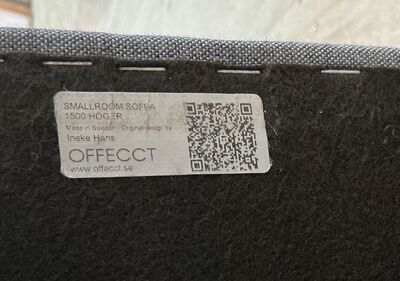 SMALLROOM SOFFA
1500 HÖGER
Made in Sweden / Original design by
Ineke Hans
OFFECCT
www.offecct.se